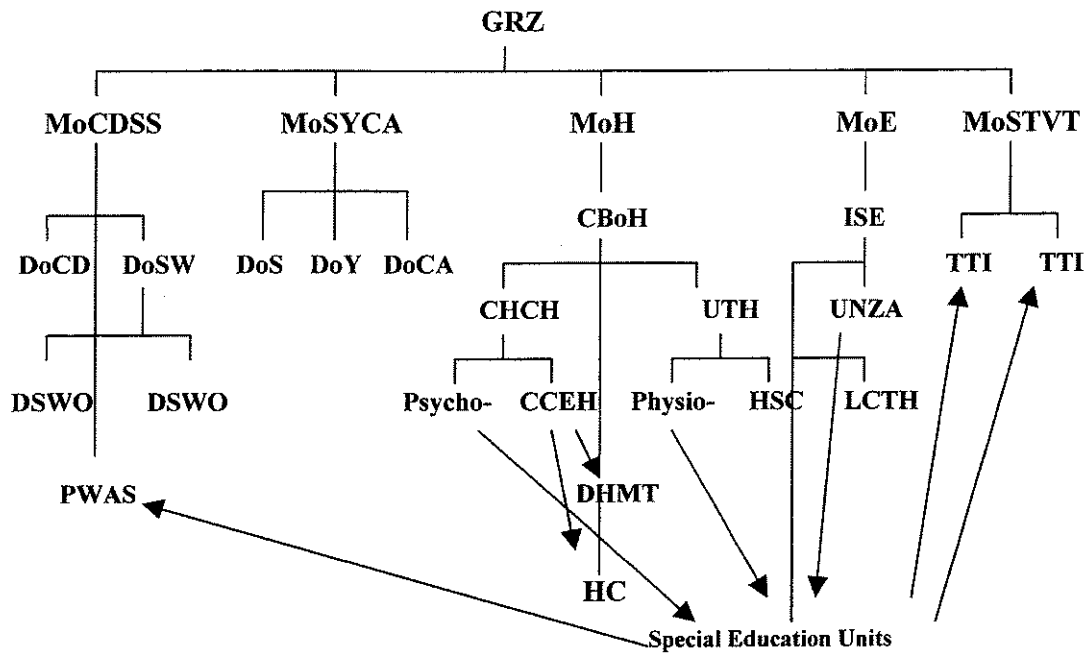 GRZ
MoCDSS MoSYCA MoH MoE MoSTVT
CBoH ISE
DoCD DoSW DoS DoY DoCA TTI TTI
CHCH UTH UNZA
DSWO DSWO Psycho- CCEH Physio- HSC LCTH
PWAS DHMT
HC
Special Education Units